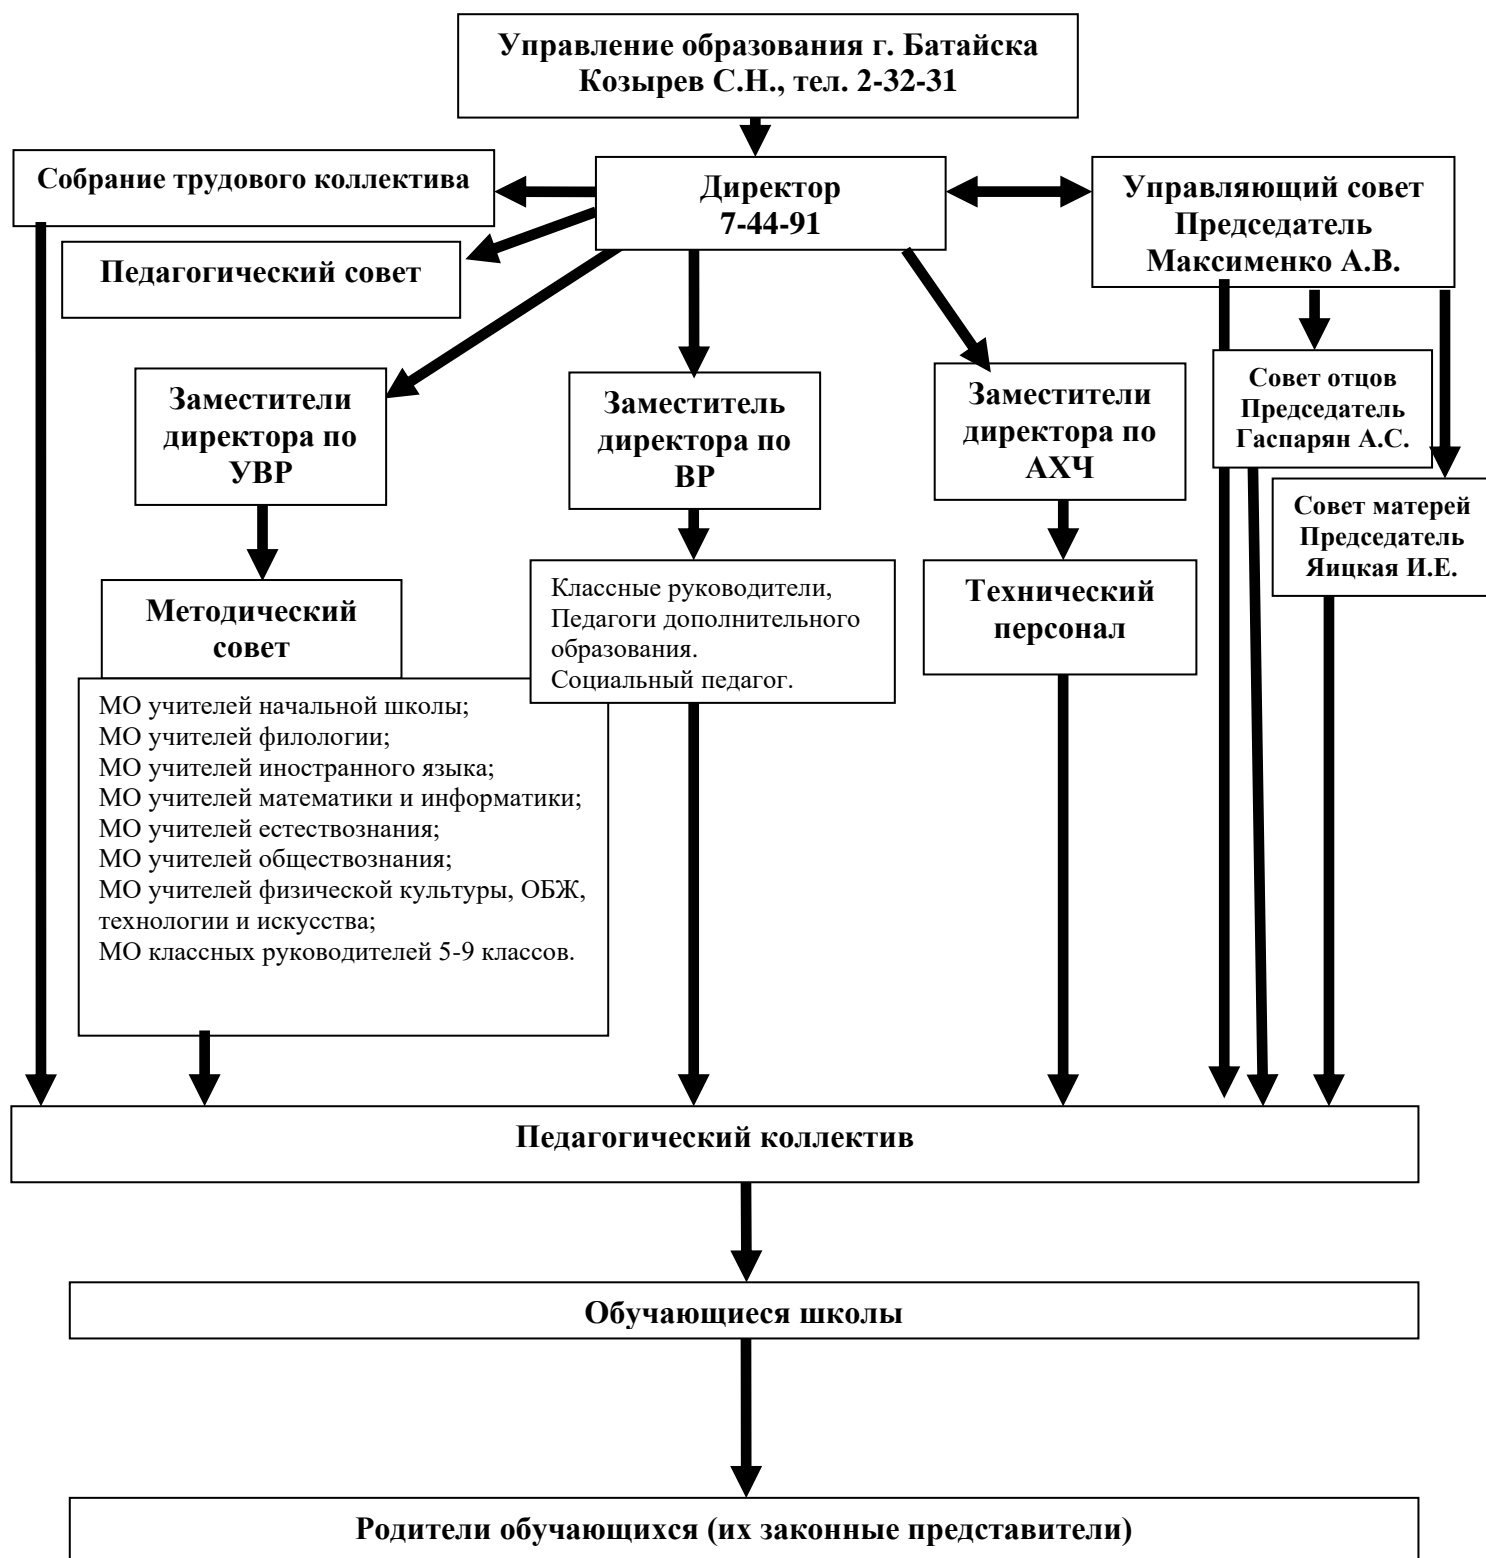 Управление образования г. Батайска
Козырев С.Н., тел. 2-32-31
Собрание трудового коллектива
Директор
7-44-91
Управляющий совет
Председатель
Максименко А.В.
Педагогический совет
Заместители
директора по
УВР
Заместитель
директора по
ВР
Заместители
директора по
АХЧ
Совет отцов
Председатель
Гаспарян А.С.
Совет матерей
Председатель
Яицкая И.Е.
Методический
совет
Классные руководители,
Педагоги дополнительного
образования.
Социальный педагог.
Технический
персонал
МО учителей начальной школы;
МО учителей филологии;
МО учителей иностранного языка;
МО учителей математики и информатики;
МО учителей естествознания;
МО учителей обществознания;
МО учителей физической культуры, ОБЖ,
технологии и искусства;
МО классных руководителей 5-9 классов.
Педагогический коллектив
Обучающиеся школы
Родители обучающихся (их законные представители)